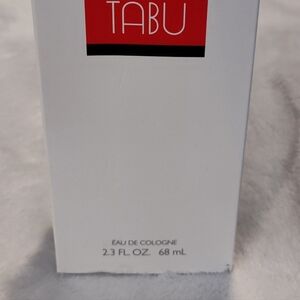 TABU
EAU DE COLOGNE
2.3 FL. OZ. 68 mL